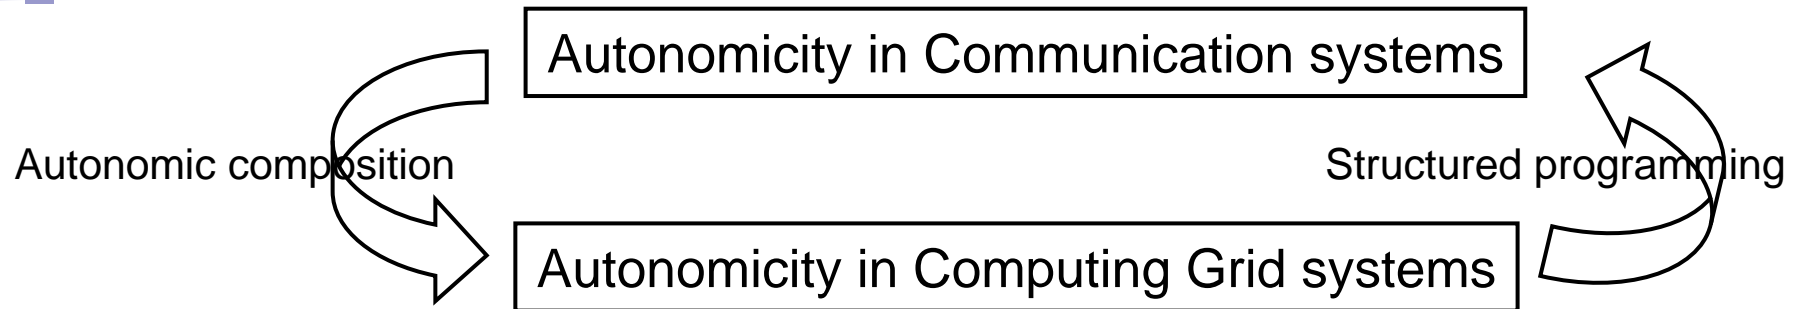 Autonomicity in Communication systems
Autonomic composition
Structured programming
Autonomicity in Computing Grid systems